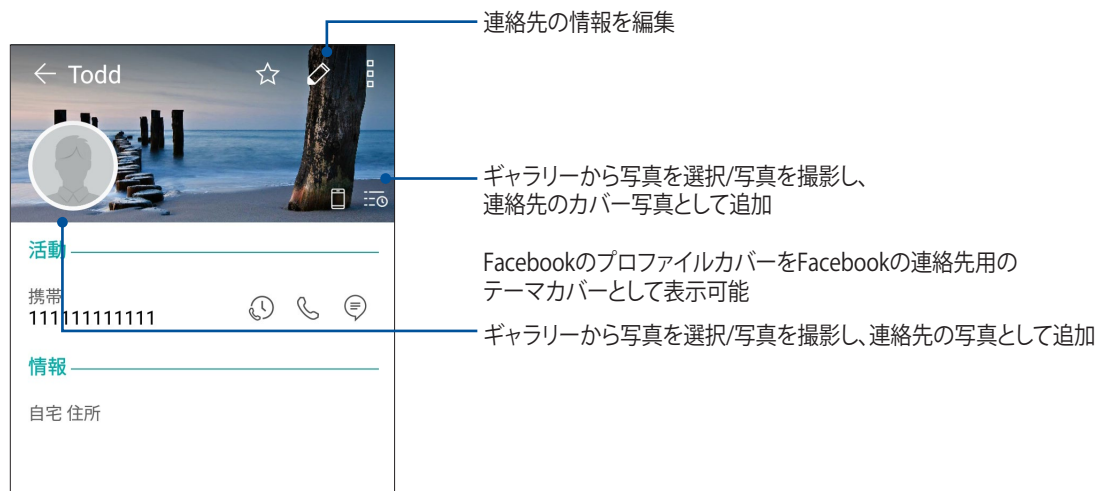 連絡先の情報を編集
Todd
ギャラリーから写真を選択/写真を撮影し、
連絡先のカバー写真として追加
活動
FacebookのプロファイルカバーをFacebookの連絡先用の
テーマカバーとして表示可能
携帯
111111111111
ギャラリーから写真を選択/写真を撮影し、連絡先の写真として追加
情報
自宅 住所